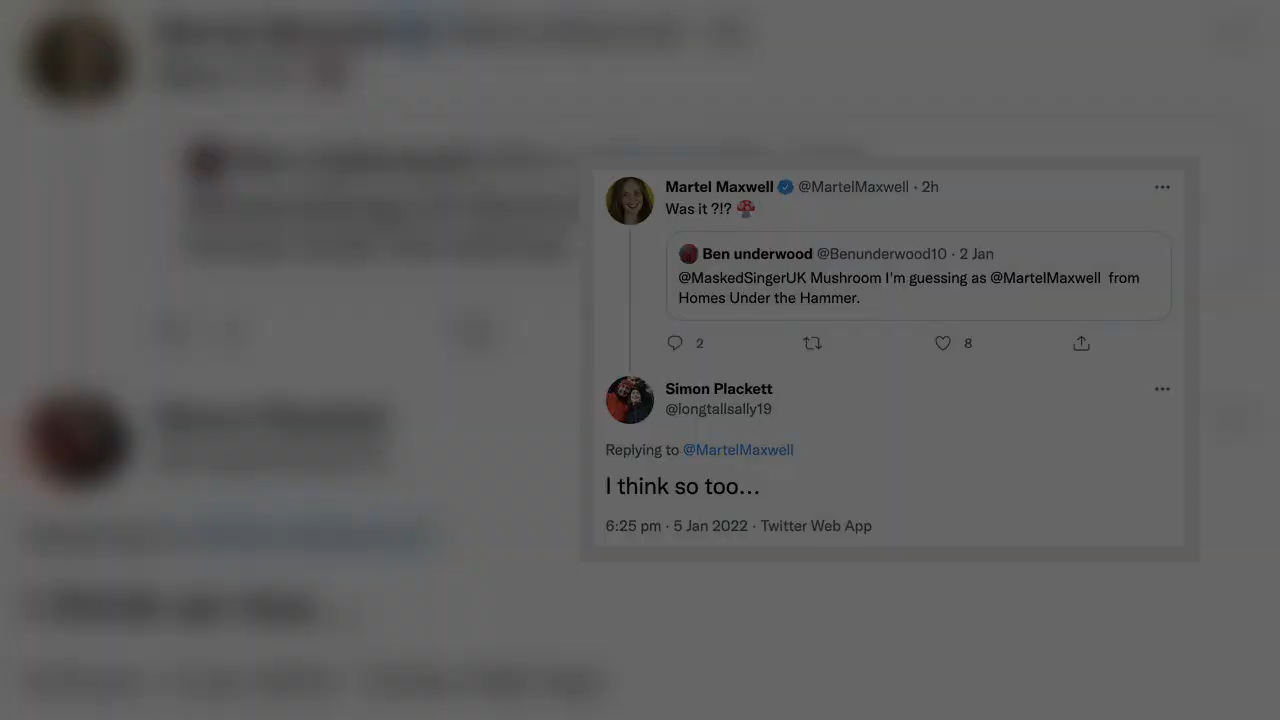 Martel Maxwell @MartelMaxwell · 2h
Was it ?!? 🍄
Ben underwood @Benunderwood10 · 2 Jan
@MaskedSingerUK Mushroom I'm guessing as @MartelMaxwell from
Homes Under the Hammer.
2 8
Simon Plackett
@longtallsally19
Replying to @MartelMaxwell
I think so too...
6:25 pm · 5 Jan 2022 · Twitter Web App